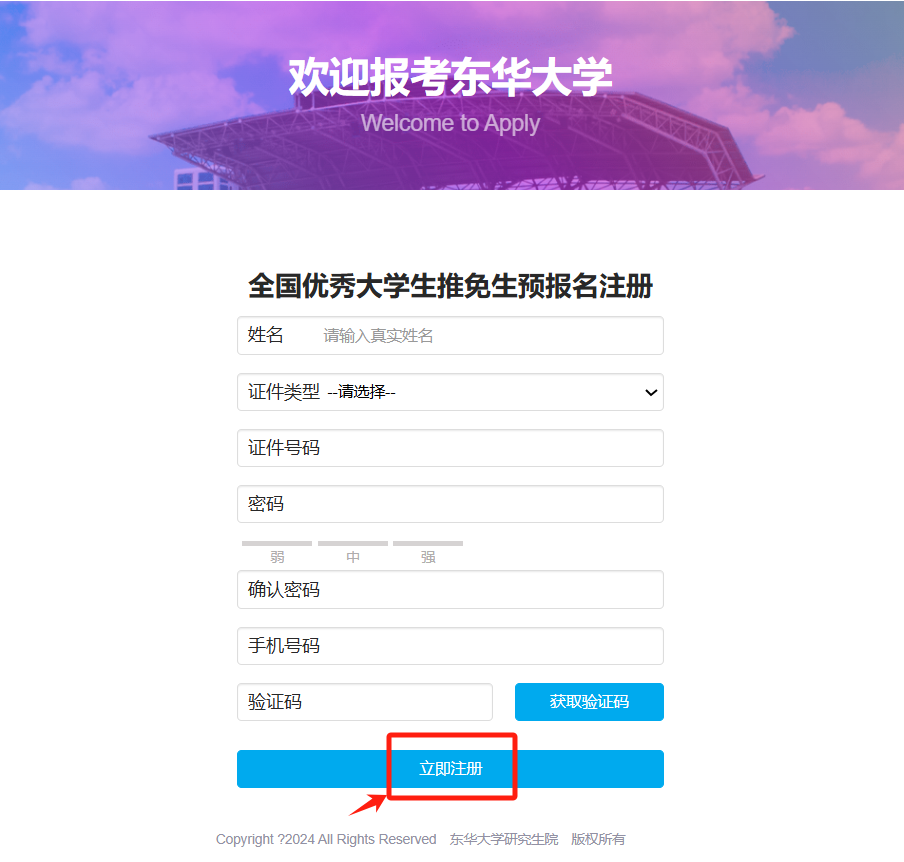 欢迎报考东华大学
Welcome to Apply
全国优秀大学生推免生预报名注册
姓名 请输入真实姓名
证件类型 --请选择--
证件号码
密码
弱 中 强
确认密码
手机号码
验证码 获取验证码
立即注册
Copyright ?2024 All Rights Reserved 东华大学研究生院 版权所有